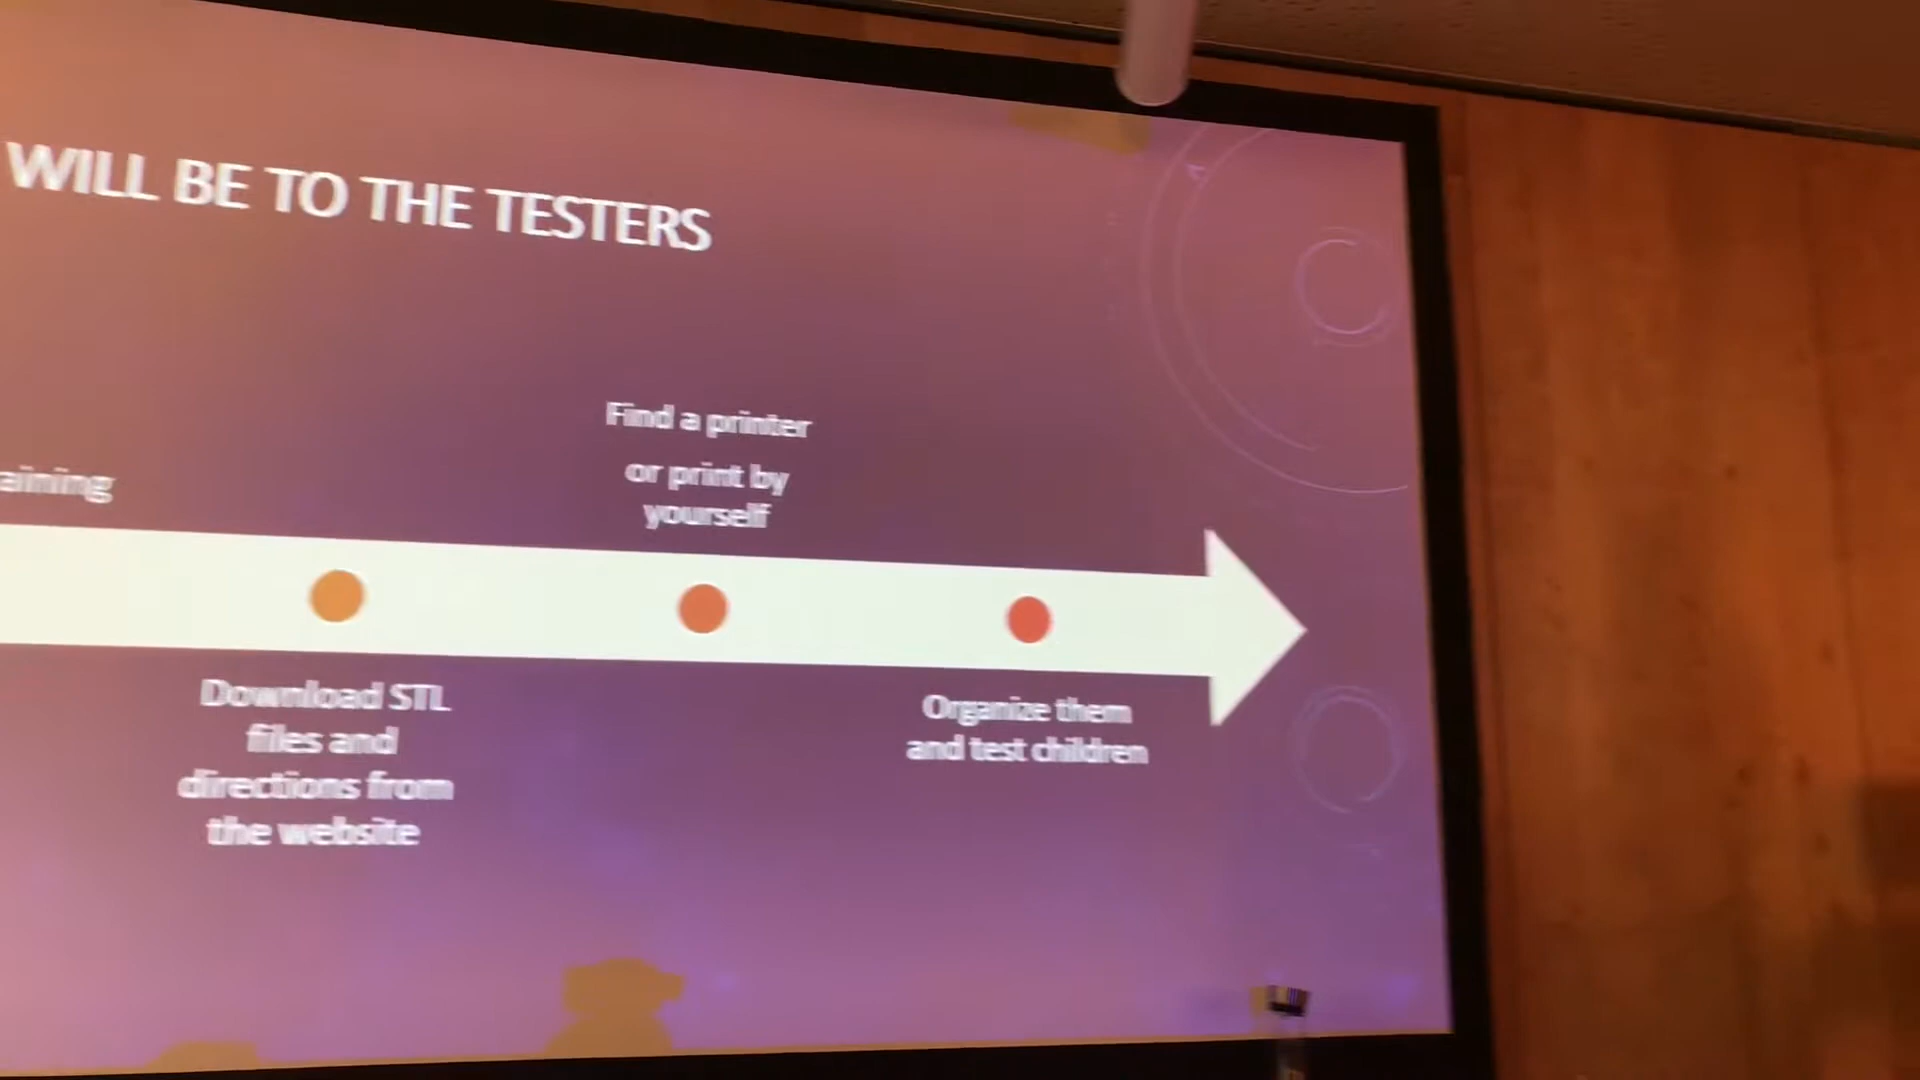 WILL BE TO THE TESTERS
Find a printer
or print by
yourself
Download STL
files and
directions from
the website
Organize them
and test children